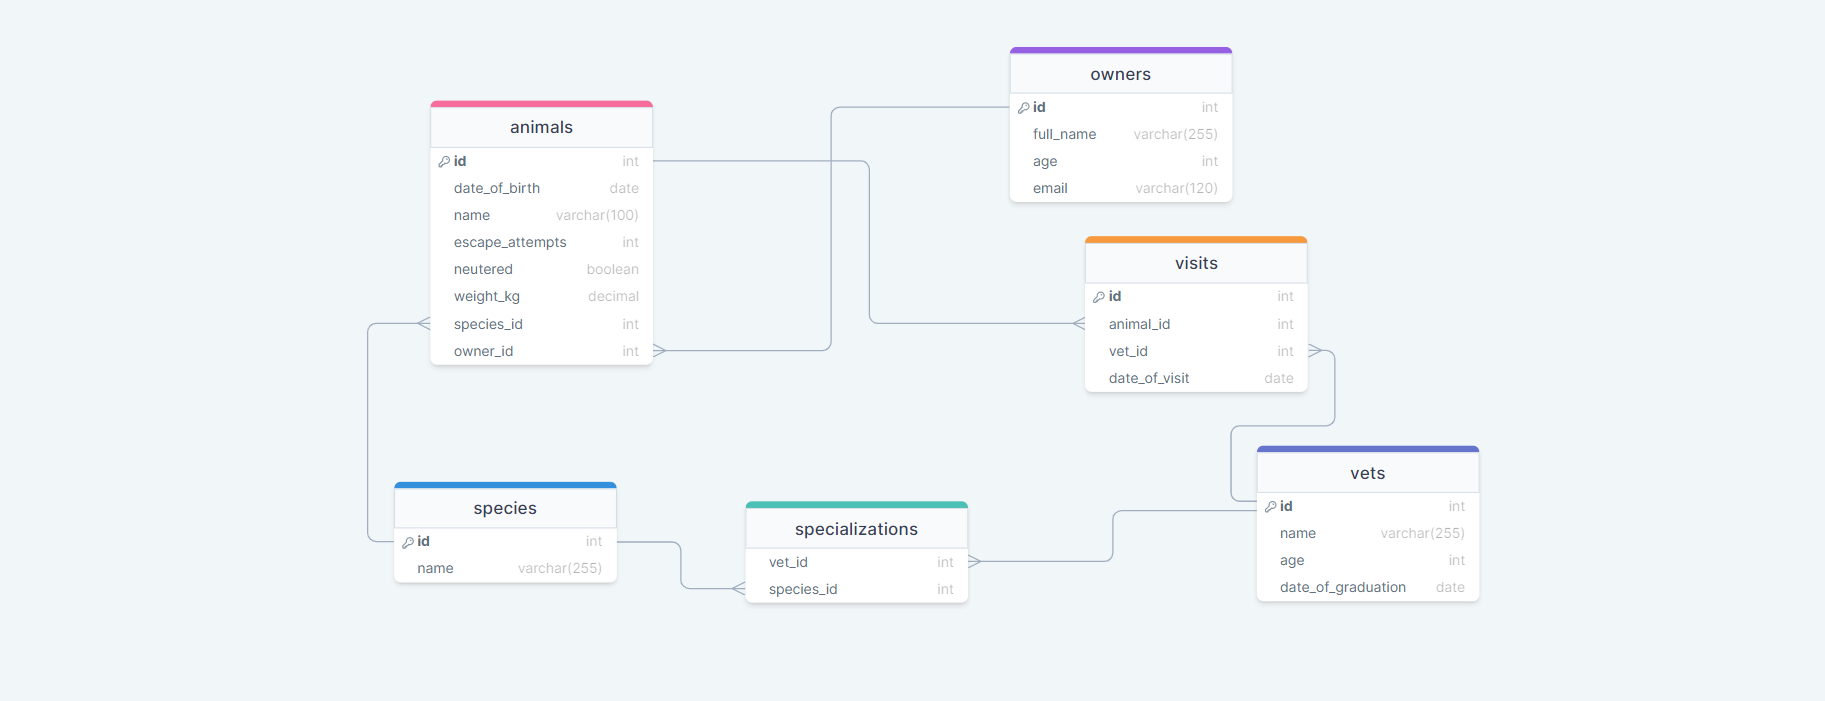 animals
id int
date_of_birth date
name varchar(100)
escape_attempts int
neutered boolean
weight_kg decimal
species_id int
owner_id int
owners
id int
full_name varchar(255)
age int
email varchar(120)
visits
id int
animal_id int
vet_id int
date_of_visit date
species
id int
name varchar(255)
specializations
vet_id int
species_id int
vets
id int
name varchar(255)
age int
date_of_graduation date